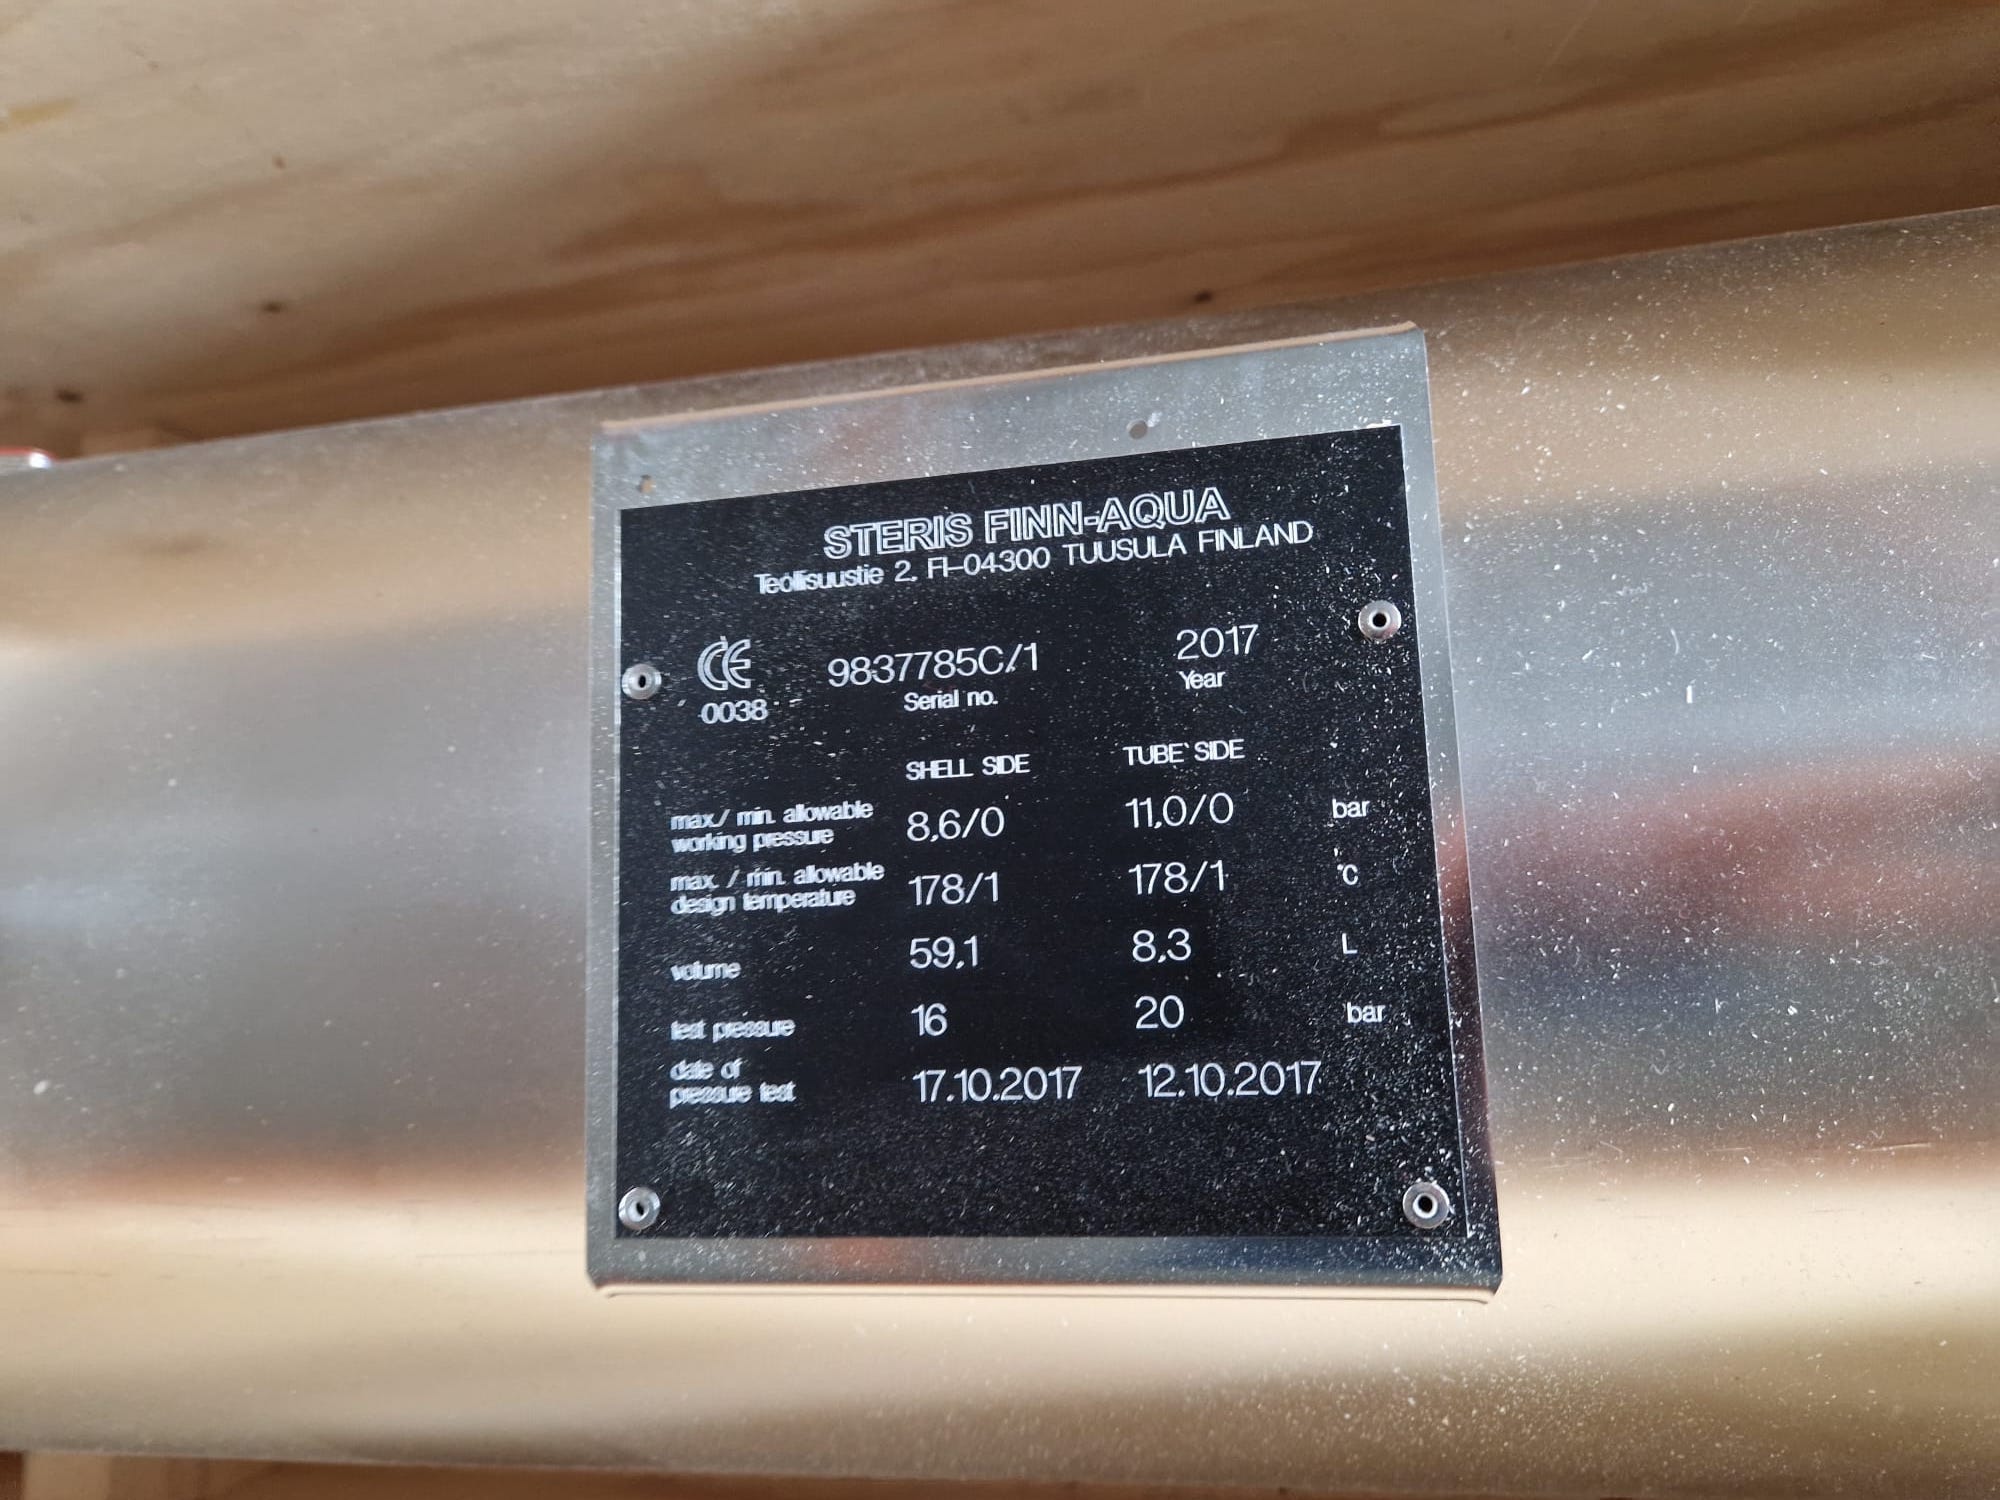 STERIS FINN-AQUA
Teollisuustie 2, FI-04300 TUUSULA FINLAND
CE 9837785C/1 2017
0038 Serial no. Year
SHELL SIDE TUBE SIDE
max./ min. allowable
working pressure 8,6/0 11,0/0 bar
max. / min. allowable
design temperature 178/1 178/1 °C
volume 59,1 8,3 L
test pressure 16 20 bar
date of
pressure test 17.10.2017 12.10.2017